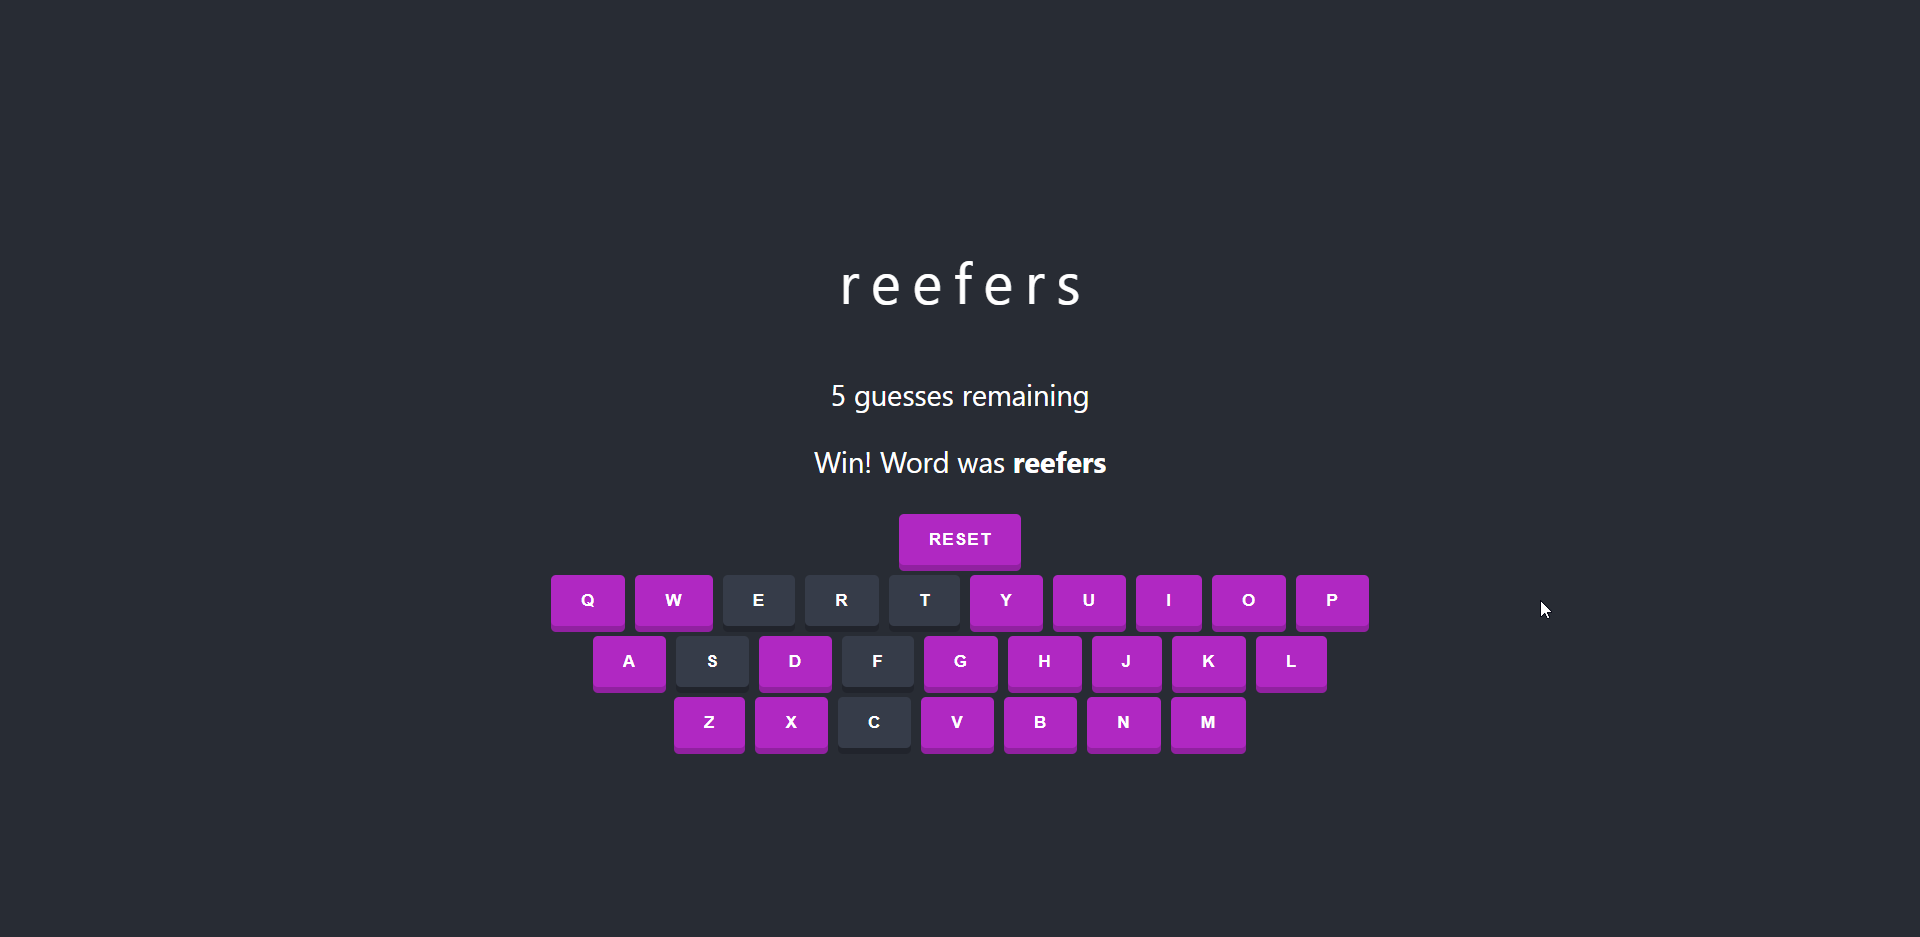 reefers
5 guesses remaining
Win! Word was reefers
RESET
Q W E R T Y U I O P
A S D F G H J K L
Z X C V B N M